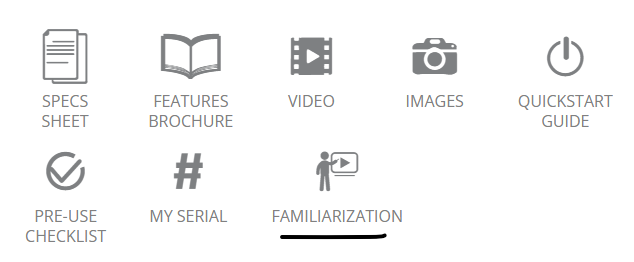 SPECS
SHEET
FEATURES
BROCHURE
VIDEO
IMAGES
QUICKSTART
GUIDE
PRE-USE
CHECKLIST
#
MY SERIAL
FAMILIARIZATION